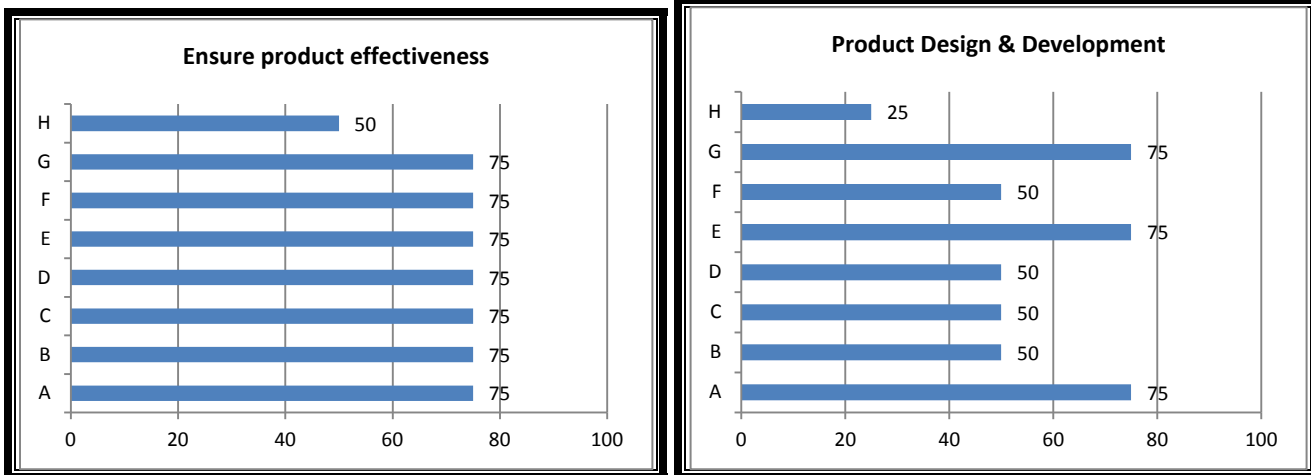 Ensure product effectiveness
H 50
G 75
F 75
E 75
D 75
C 75
B 75
A 75
0 20 40 60 80 100
Product Design & Development
H 25
G 75
F 50
E 75
D 50
C 50
B 50
A 75
0 20 40 60 80 100